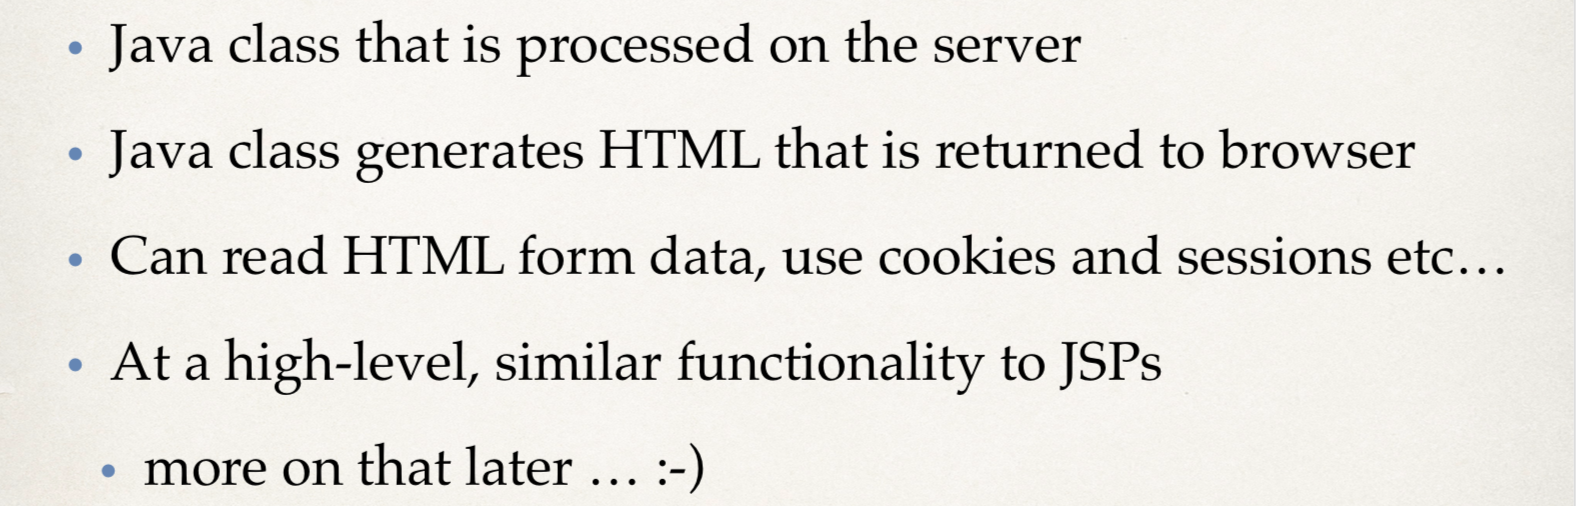 • Java class that is processed on the server
• Java class generates HTML that is returned to browser
• Can read HTML form data, use cookies and sessions etc…
• At a high-level, similar functionality to JSPs
• more on that later … :-)